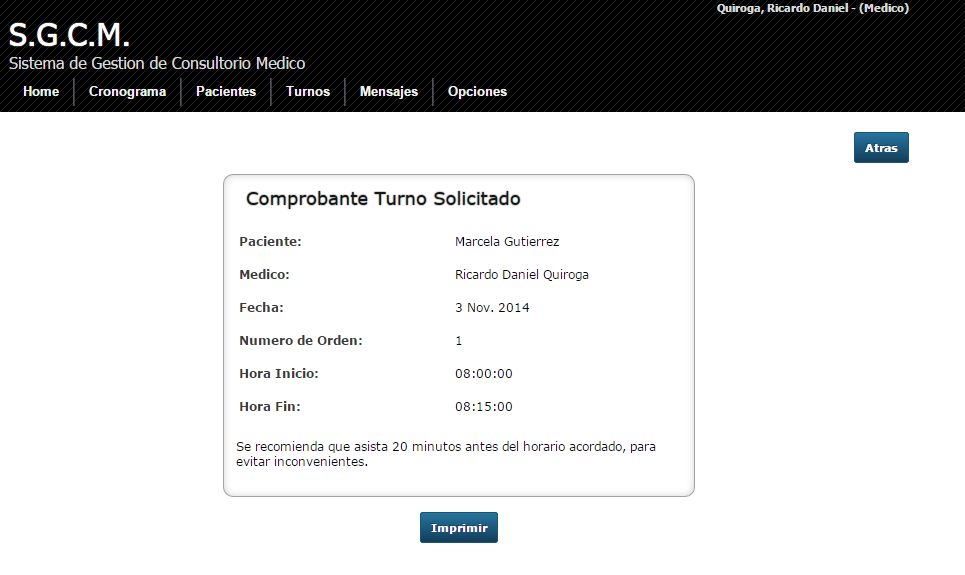 Quiroga, Ricardo Daniel - (Medico)
S.G.C.M.
Sistema de Gestion de Consultorio Medico
Home Cronograma Pacientes Turnos Mensajes Opciones
Atras
Comprobante Turno Solicitado
Paciente: Marcela Gutierrez
Medico: Ricardo Daniel Quiroga
Fecha: 3 Nov. 2014
Numero de Orden: 1
Hora Inicio: 08:00:00
Hora Fin: 08:15:00
Se recomienda que asista 20 minutos antes del horario acordado, para
evitar inconvenientes.
Imprimir